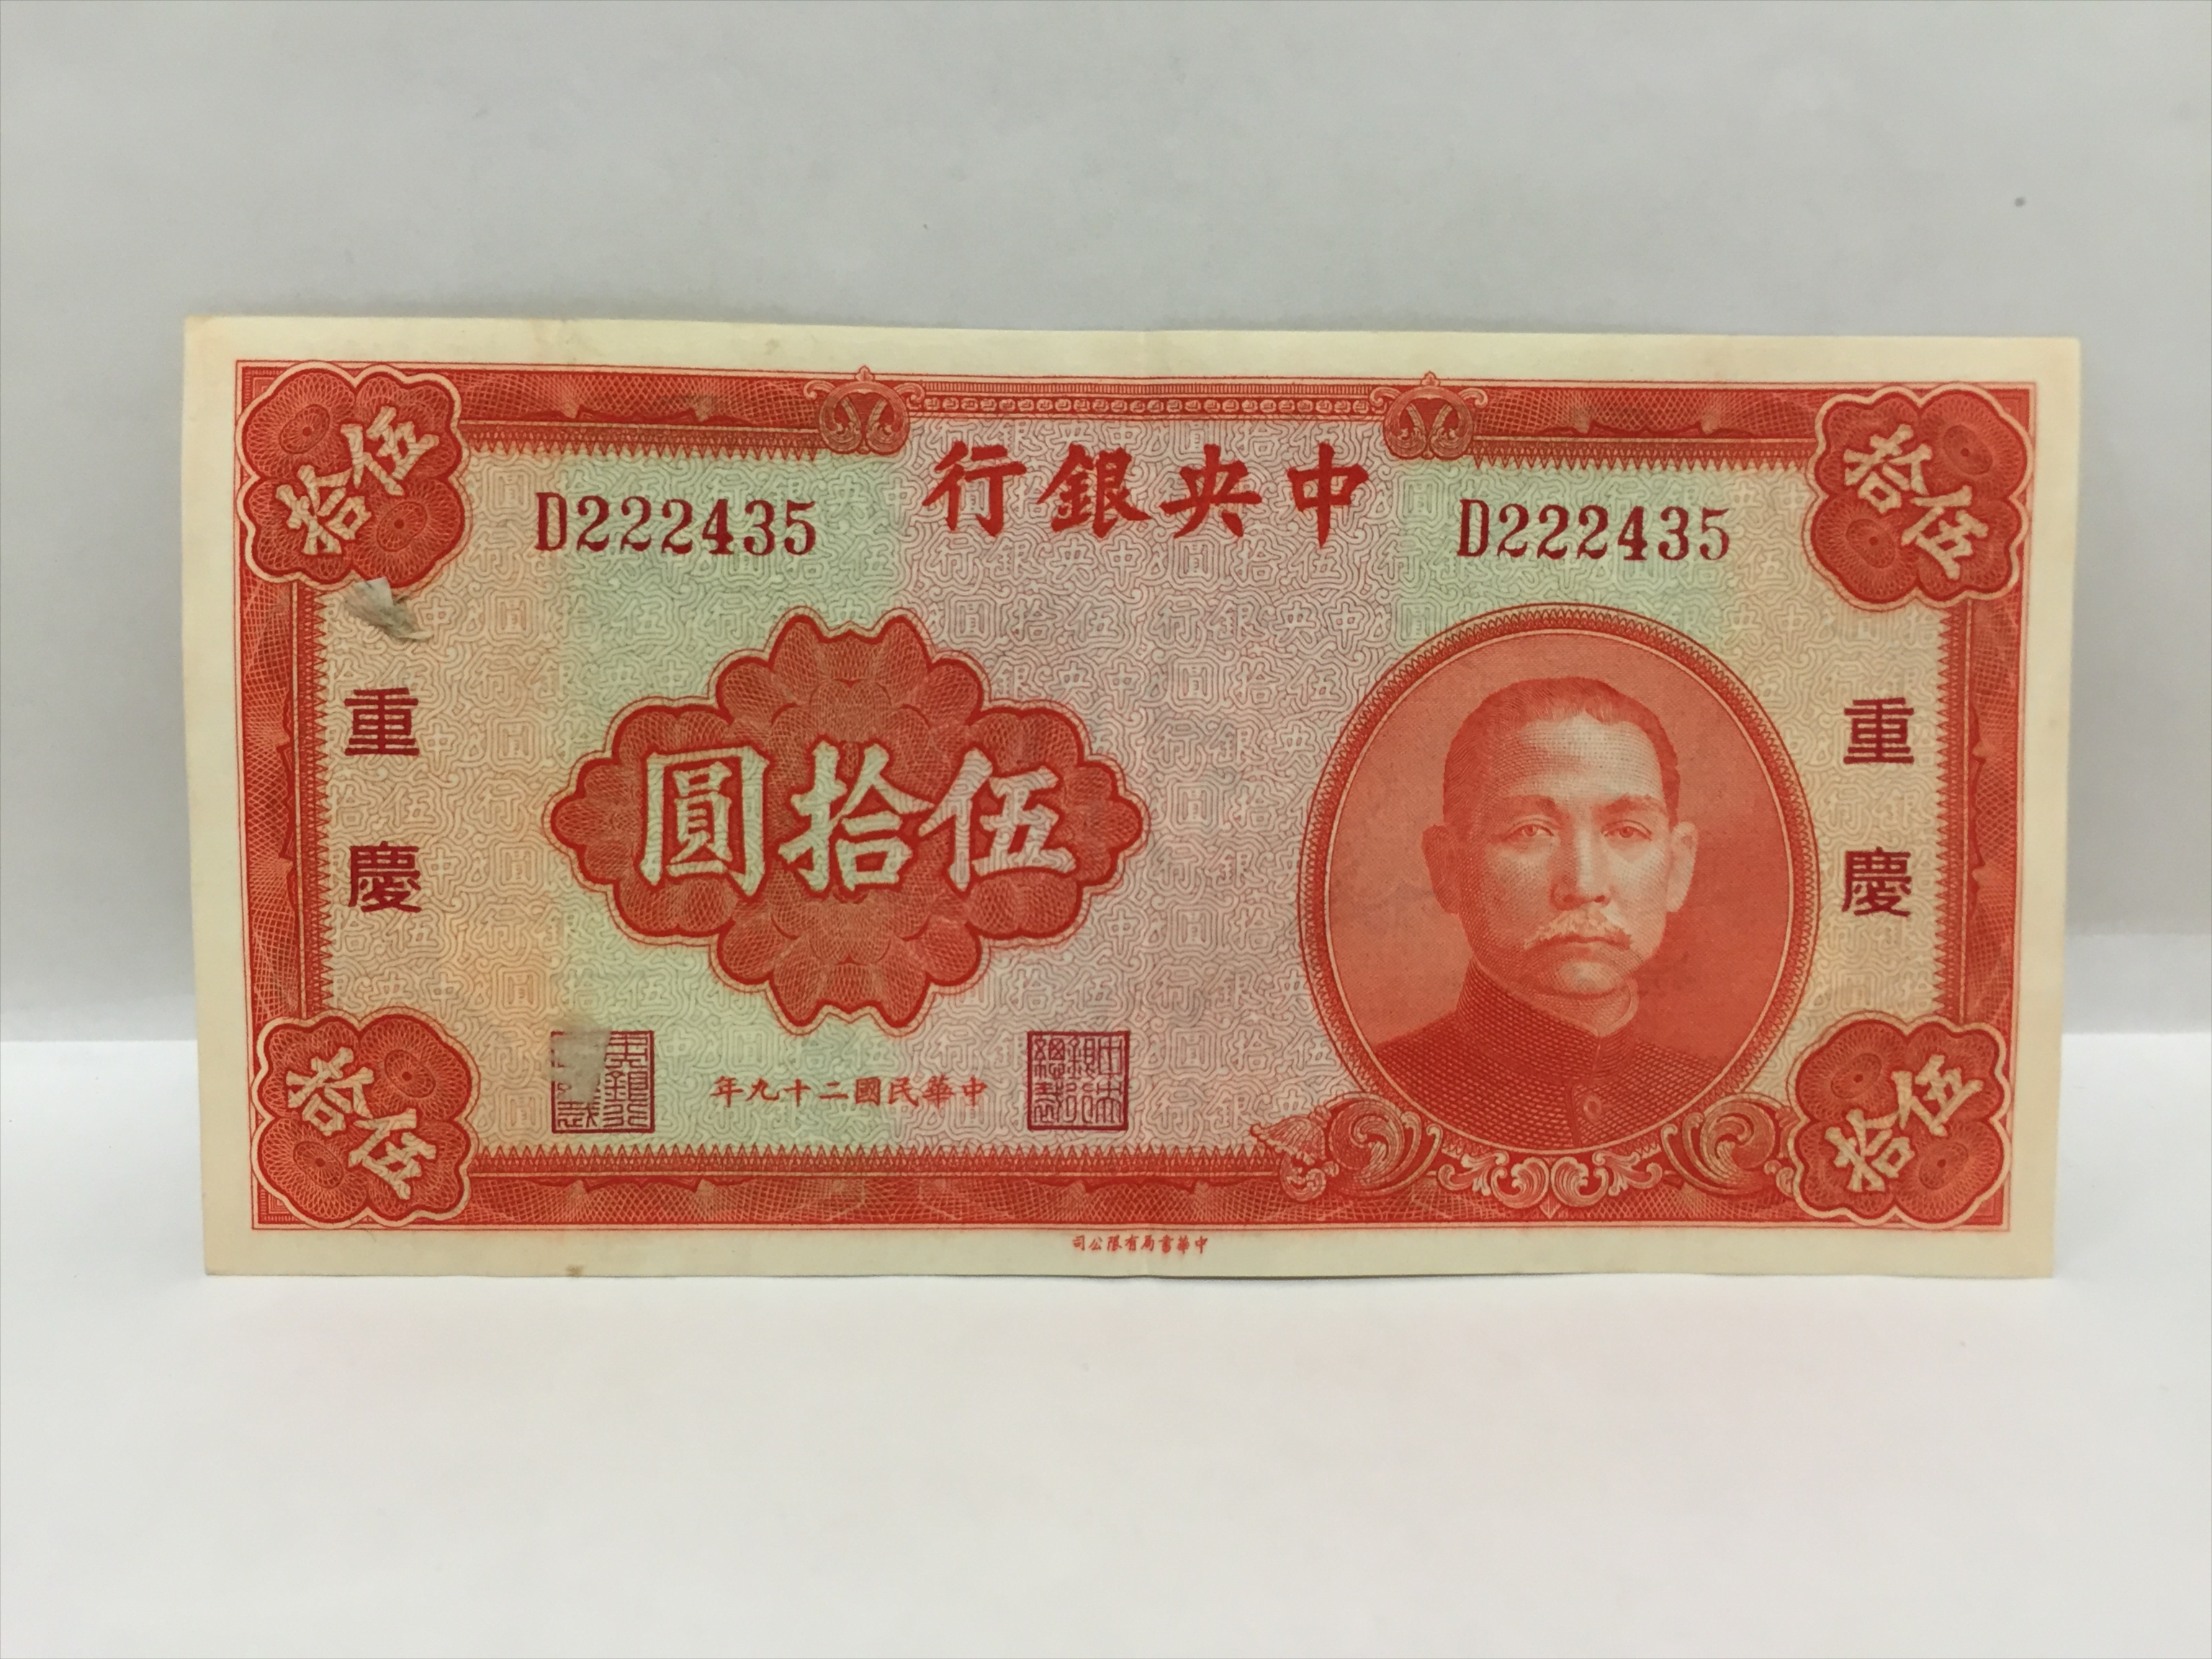 中央銀行
D222435
D222435
伍拾
伍拾
重慶
重慶
伍拾圓
中華民國二十九年
伍拾
伍拾
中華書局有限公司